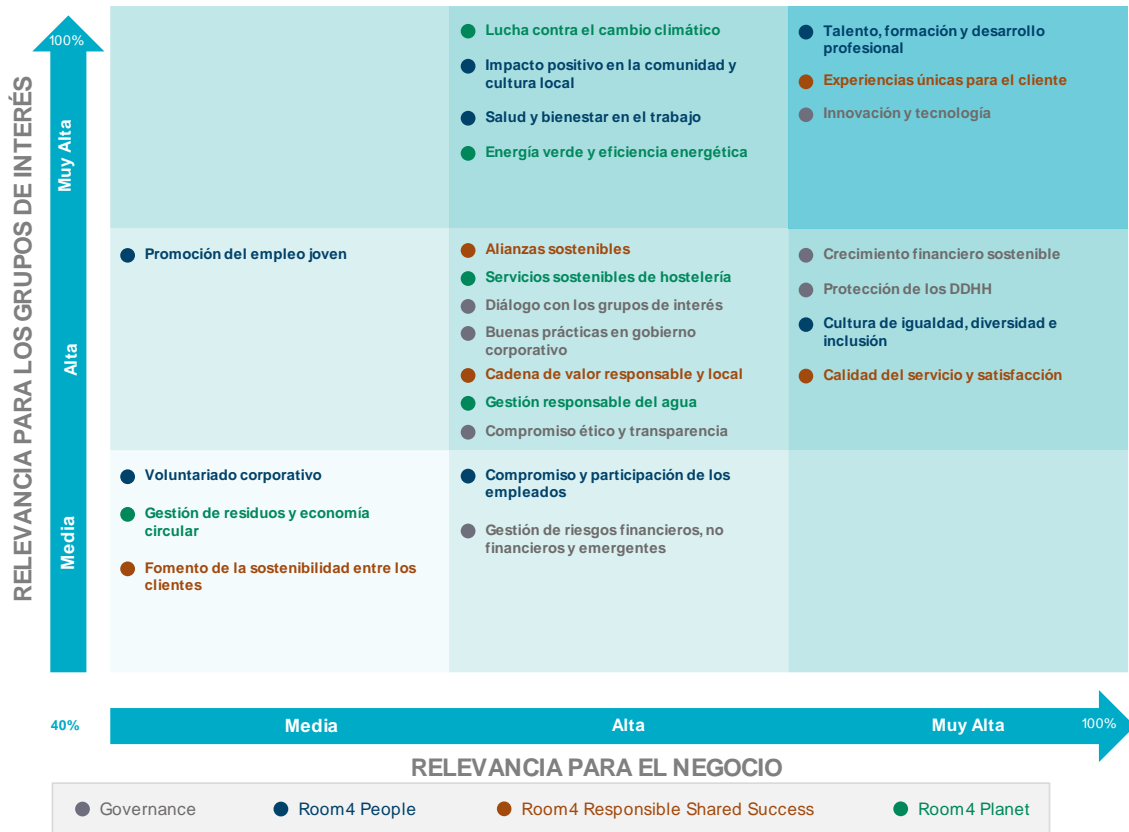 RELEVANCIA PARA LOS GRUPOS DE INTERÉS
100%
Muy Alta
Alta
Media
Lucha contra el cambio climático
Impacto positivo en la comunidad y
cultura local
Salud y bienestar en el trabajo
Energía verde y eficiencia energética
Talento, formación y desarrollo
profesional
Experiencias únicas para el cliente
Innovación y tecnología
Promoción del empleo joven
Alianzas sostenibles
Servicios sostenibles de hostelería
Diálogo con los grupos de interés
Buenas prácticas en gobierno
corporativo
Cadena de valor responsable y local
Gestión responsable del agua
Compromiso ético y transparencia
Crecimiento financiero sostenible
Protección de los DDHH
Cultura de igualdad, diversidad e
inclusión
Calidad del servicio y satisfacción
Voluntariado corporativo
Gestión de residuos y economía
circular
Fomento de la sostenibilidad entre los
clientes
Compromiso y participación de los
empleados
Gestión de riesgos financieros, no
financieros y emergentes
40%
Media
Alta
Muy Alta
100%
RELEVANCIA PARA EL NEGOCIO
Governance
Room4 People
Room4 Responsible Shared Success
Room4 Planet